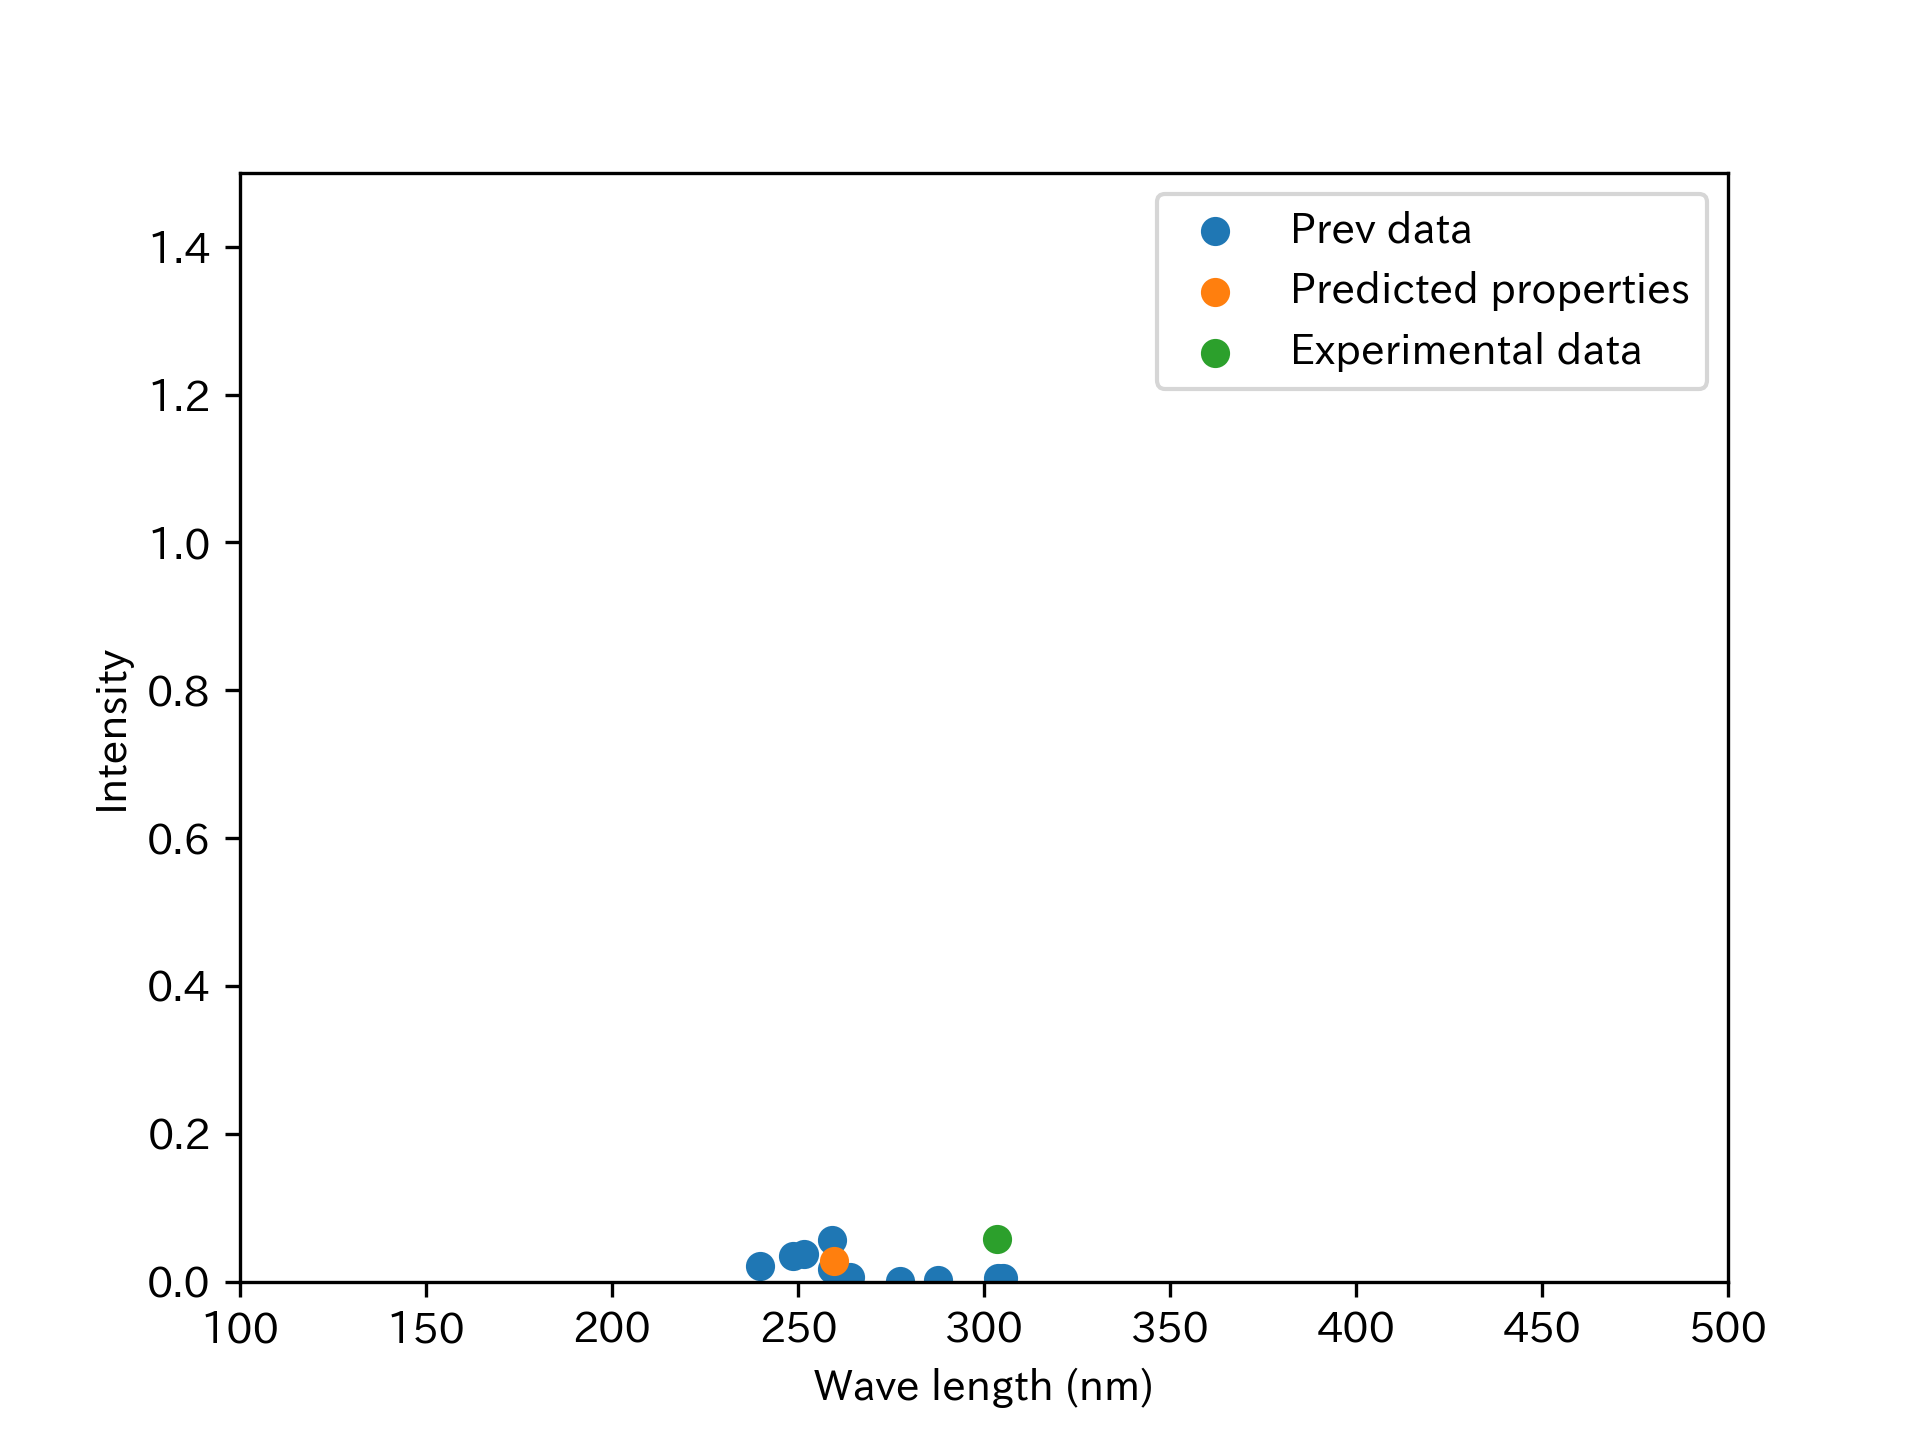 Prev data
Predicted properties
Experimental data
1.4
1.2
1.0
0.8
0.6
0.4
0.2
0.0
Intensity
100 150 200 250 300 350 400 450 500
Wave length (nm)